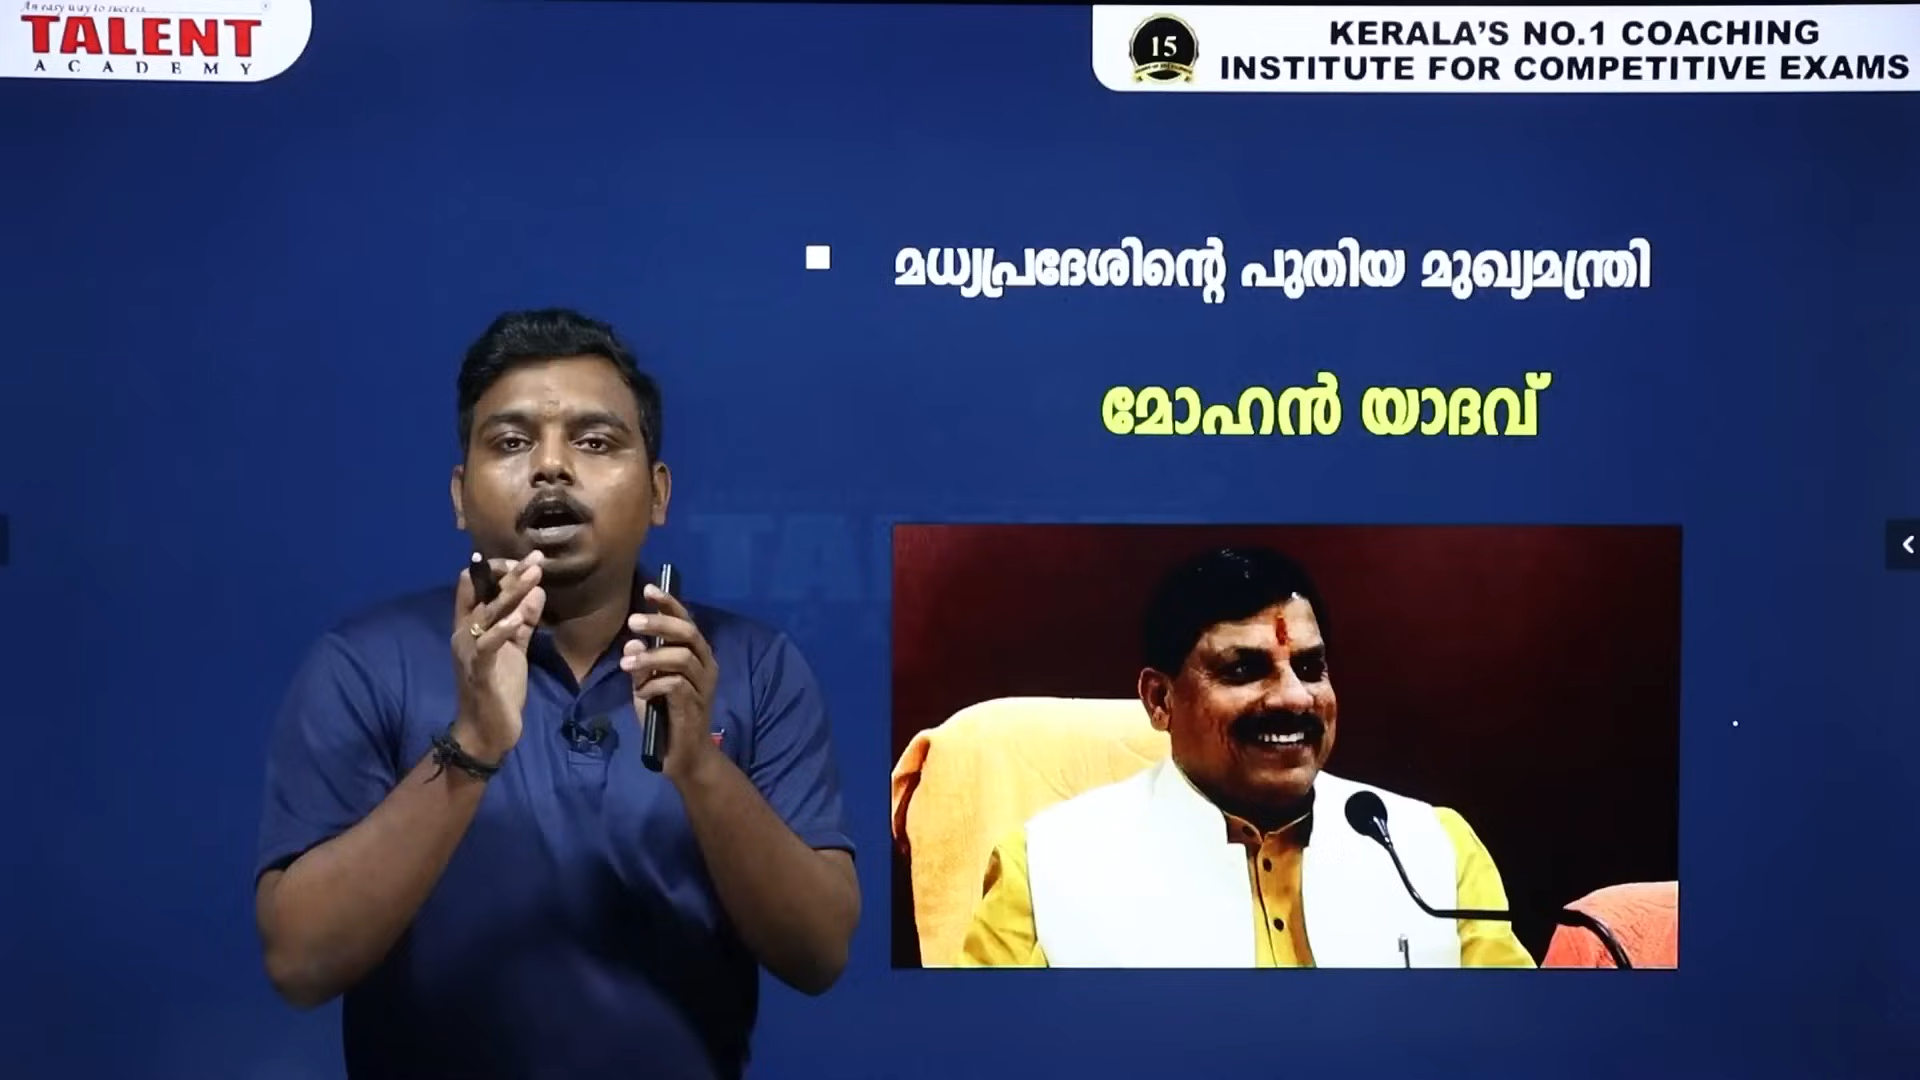 An easy way to success
TALENT
ACADEMY
15
KERALA'S NO.1 COACHING
INSTITUTE FOR COMPETITIVE EXAMS
മധ്യപ്രദേശിന്റെ പുതിയ മുഖ്യമന്ത്രി
മോഹൻ യാദവ്